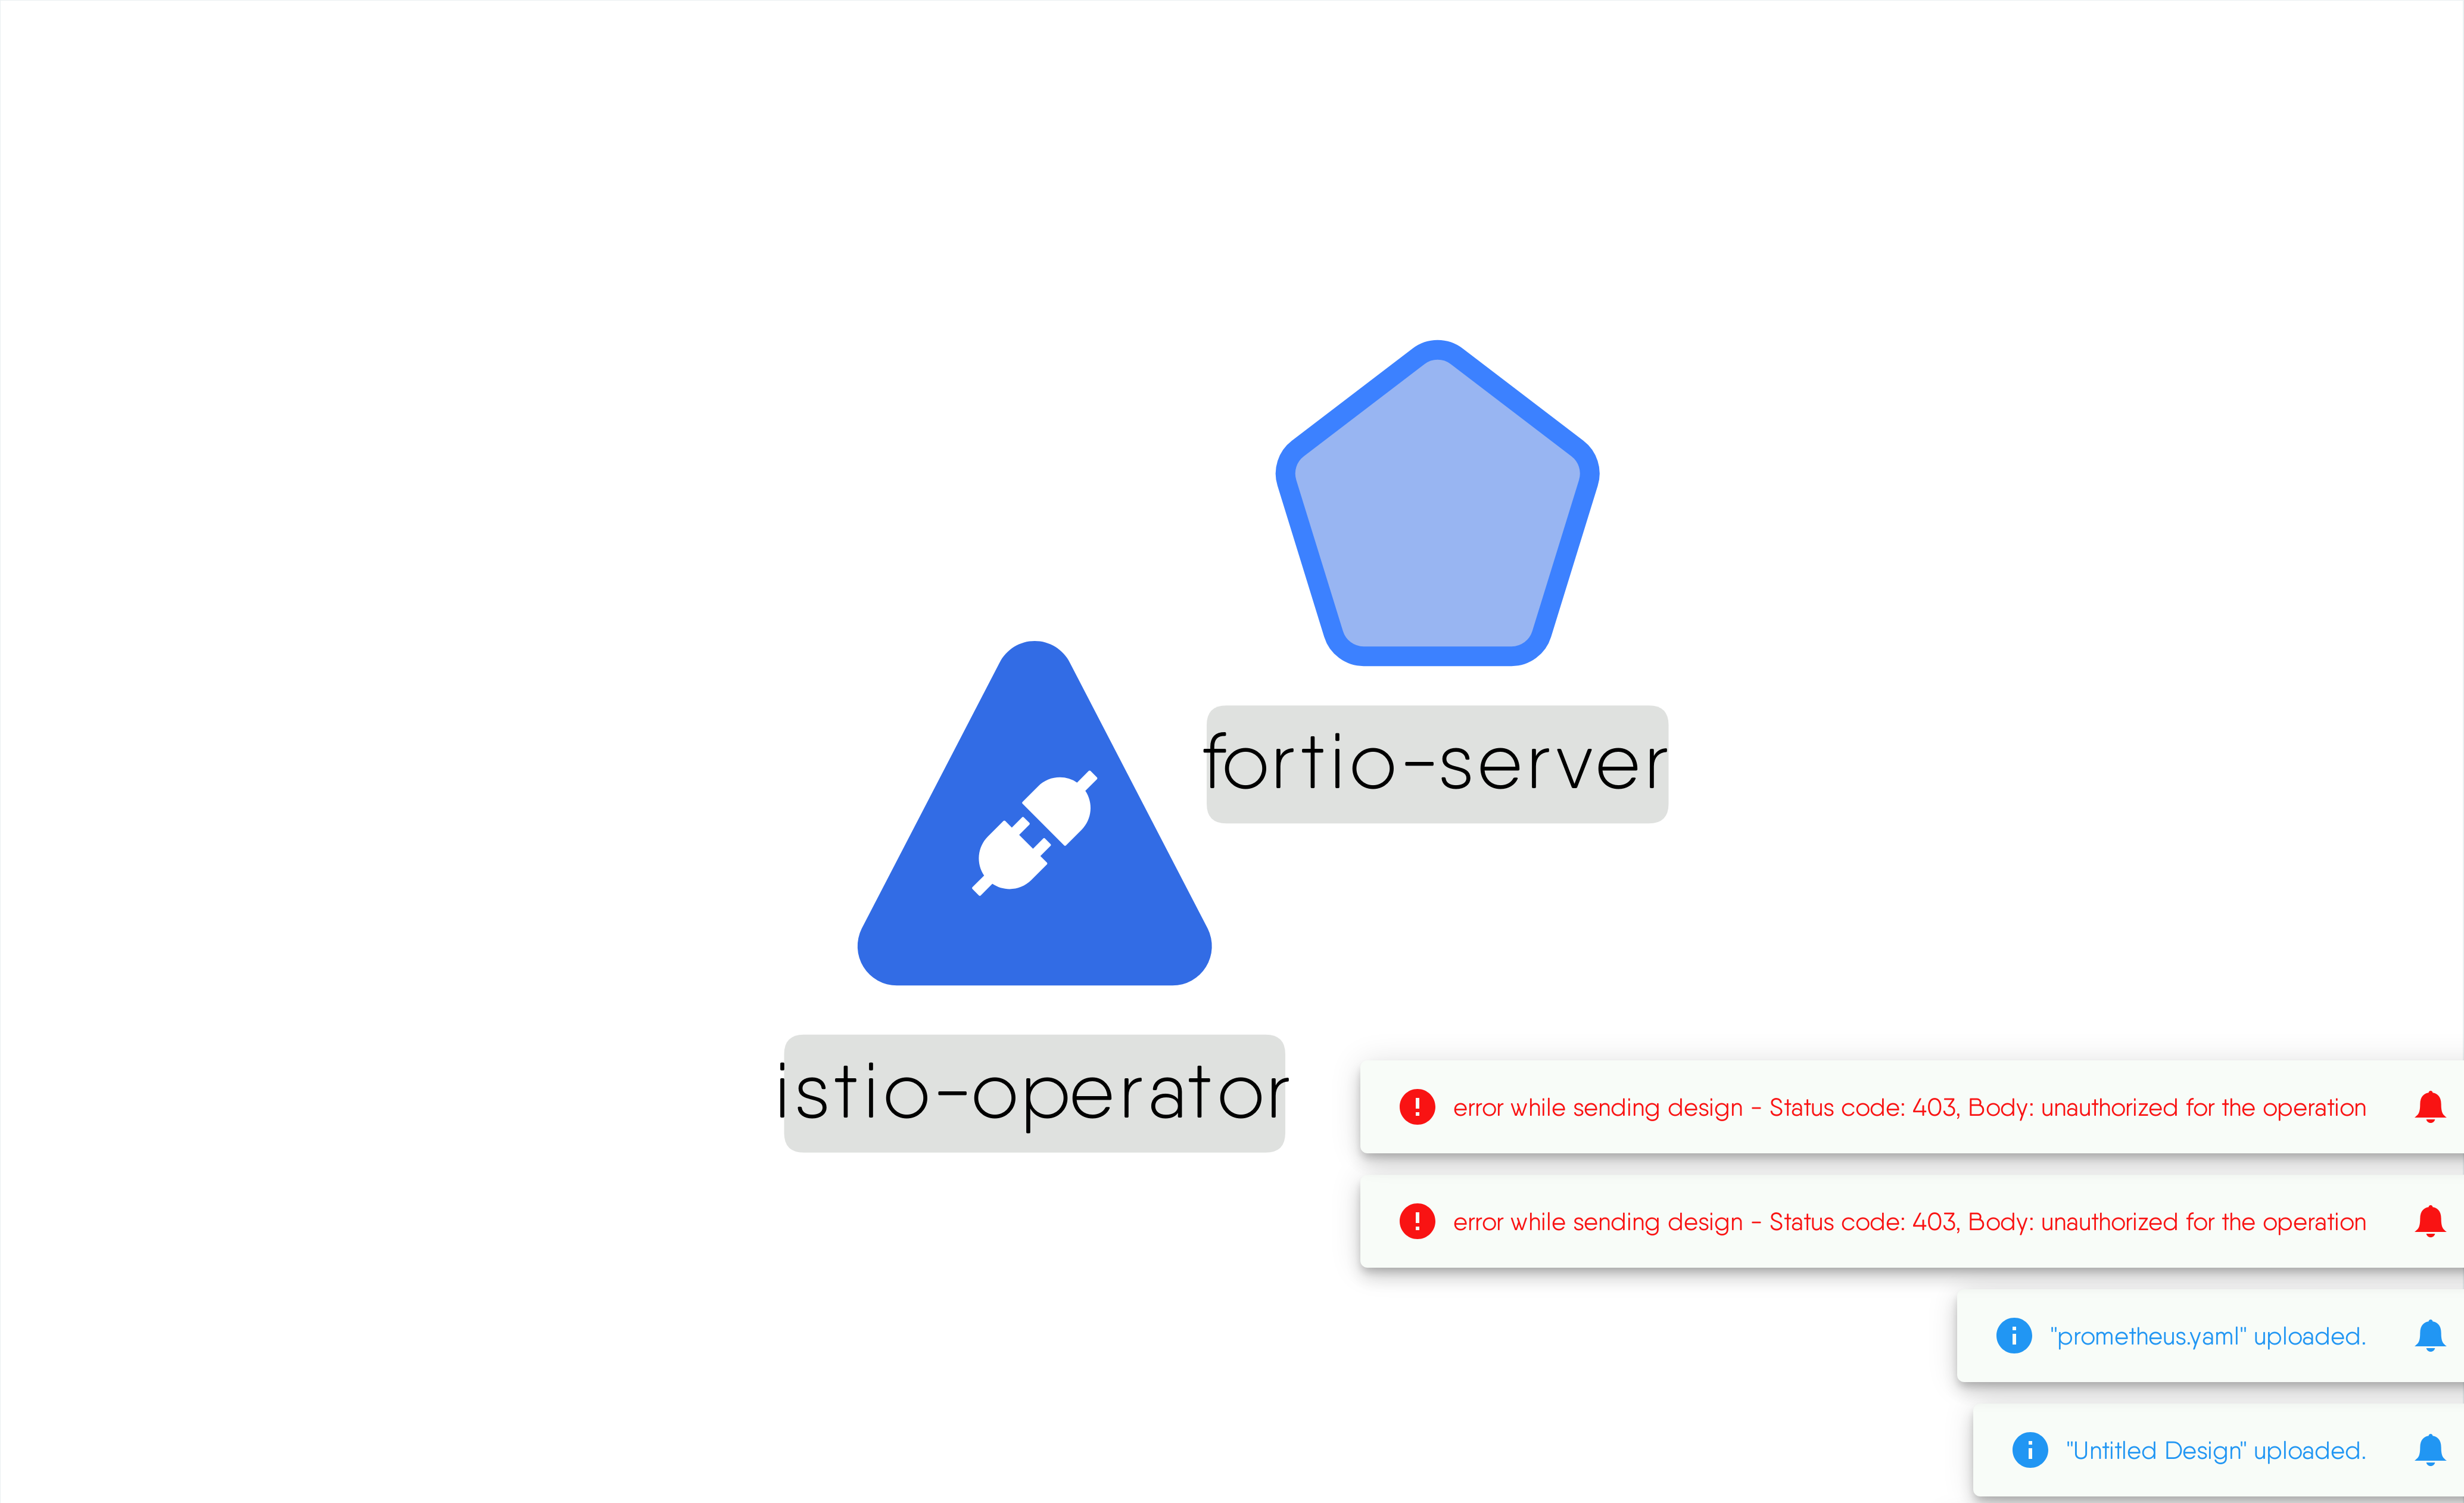 fortio-server
istio-operator
error while sending design - Status code: 403, Body: unauthorized for the operation
error while sending design - Status code: 403, Body: unauthorized for the operation
"prometheus.yaml" uploaded.
"Untitled Design" uploaded.